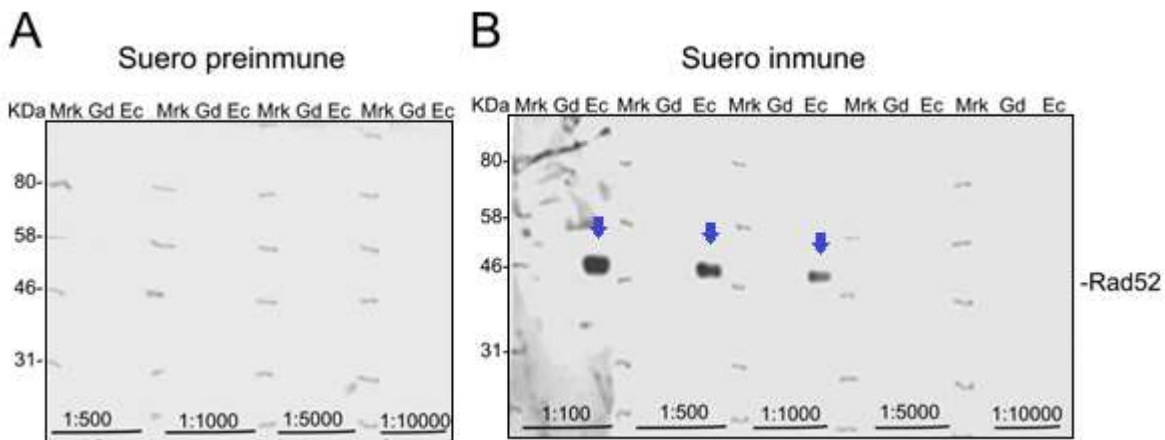 A
Suero preinmune
KDa Mrk Gd Ec Mrk Gd Ec Mrk Gd Ec Mrk Gd Ec
80-
58-
46-
31-
1:500 1:1000 1:5000 1:10000
B
Suero inmune
KDa Mrk Gd Ec Mrk Gd Ec Mrk Gd Ec Mrk Gd Ec Mrk Gd Ec
80-
58-
46-
31-
-Rad52
1:100 1:500 1:1000 1:5000 1:10000